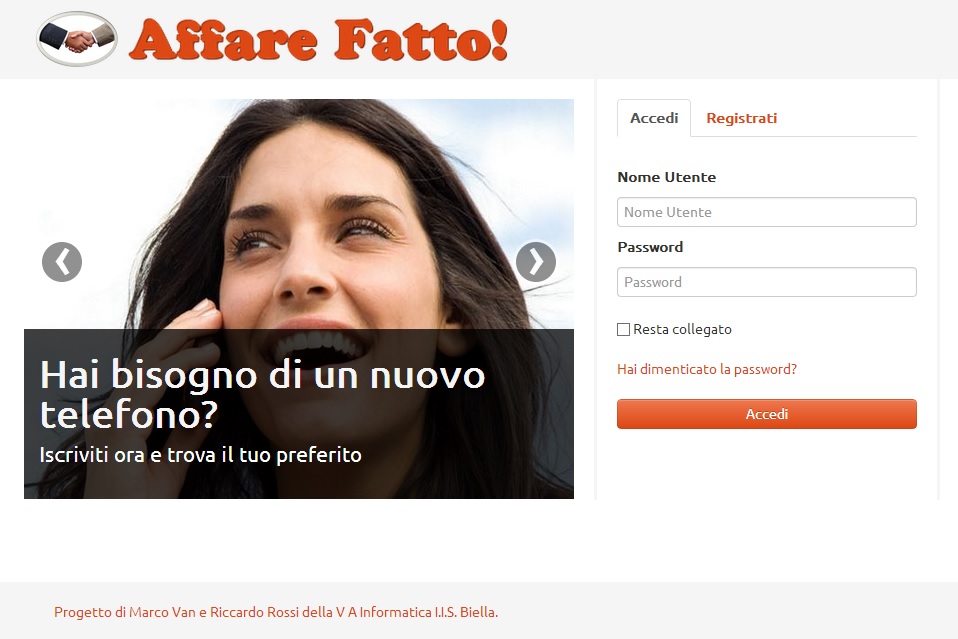 Affare Fatto!
Hai bisogno di un nuovo
telefono?
Iscriviti ora e trova il tuo preferito
Accedi
Registrati
Nome Utente
Nome Utente
Password
Password
Resta collegato
Hai dimenticato la password?
Accedi
Progetto di Marco Van e Riccardo Rossi della V A Informatica I.I.S. Biella.